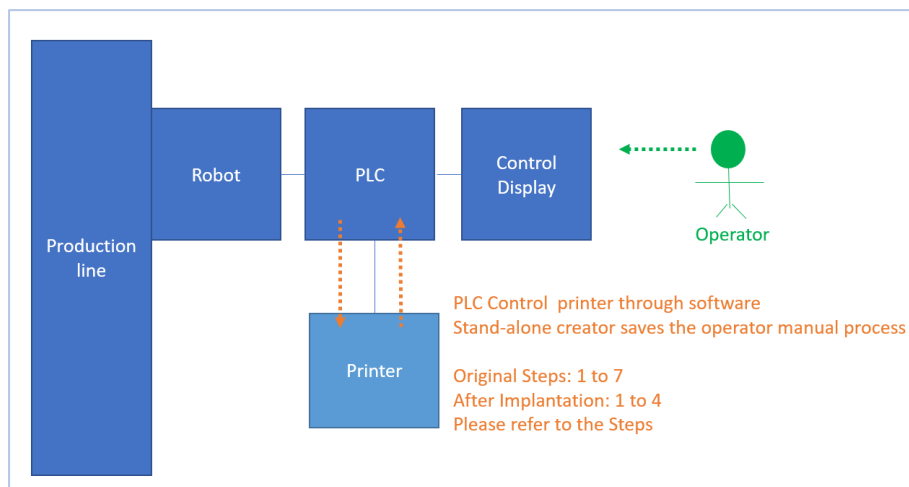 Production
line
Robot
PLC
Control
Display
Operator
Printer
PLC Control printer through software
Stand-alone creator saves the operator manual process
Original Steps: 1 to 7
After Implantation: 1 to 4
Please refer to the Steps